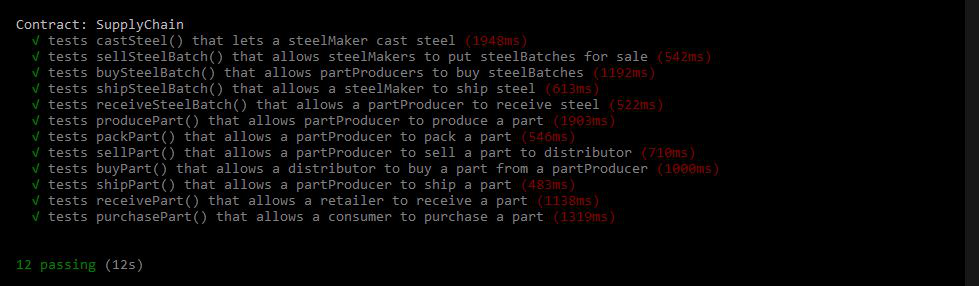 Contract: SupplyChain
√ tests castSteel() that lets a steelMaker cast steel (1948ms)
√ tests sellSteelBatch() that allows steelMakers to put steelBatches for sale (542ms)
√ tests buySteelBatch() that allows partProducers to buy steelBatches (1192ms)
√ tests shipSteelBatch() that allows a steelMaker to ship steel (613ms)
√ tests receiveSteelBatch() that allows a partProducer to receive steel (522ms)
√ tests producePart() that allows partProducer to produce a part (1903ms)
√ tests packPart() that allows a partProducer to pack a part (546ms)
√ tests sellPart() that allows a partProducer to sell a part to distributor (710ms)
√ tests buyPart() that allows a distributor to buy a part from a partProducer (1000ms)
√ tests shipPart() that allows a partProducer to ship a part (483ms)
√ tests receivePart() that allows a retailer to receive a part (1138ms)
√ tests purchasePart() that allows a consumer to purchase a part (1319ms)
12 passing (12s)